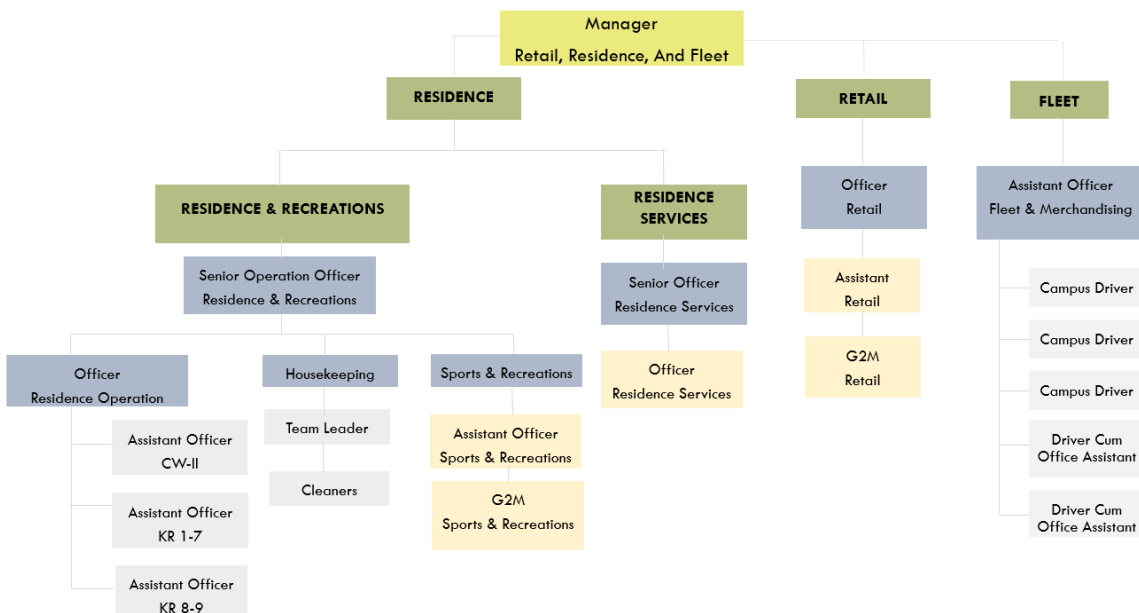 Manager
Retail, Residence, And Fleet
RESIDENCE
RETAIL
FLEET
RESIDENCE & RECREATIONS
RESIDENCE
SERVICES
Officer
Retail
Assistant Officer
Fleet & Merchandising
Senior Operation Officer
Residence & Recreations
Senior Officer
Residence Services
Assistant
Retail
Campus Driver
Campus Driver
Campus Driver
Driver Cum
Office Assistant
Driver Cum
Office Assistant
G2M
Retail
Officer
Residence Services
Officer
Residence Operation
Housekeeping
Sports & Recreations
Assistant Officer
CW-II
Assistant Officer
KR 1-7
Assistant Officer
KR 8-9
Team Leader
Cleaners
Assistant Officer
Sports & Recreations
G2M
Sports & Recreations